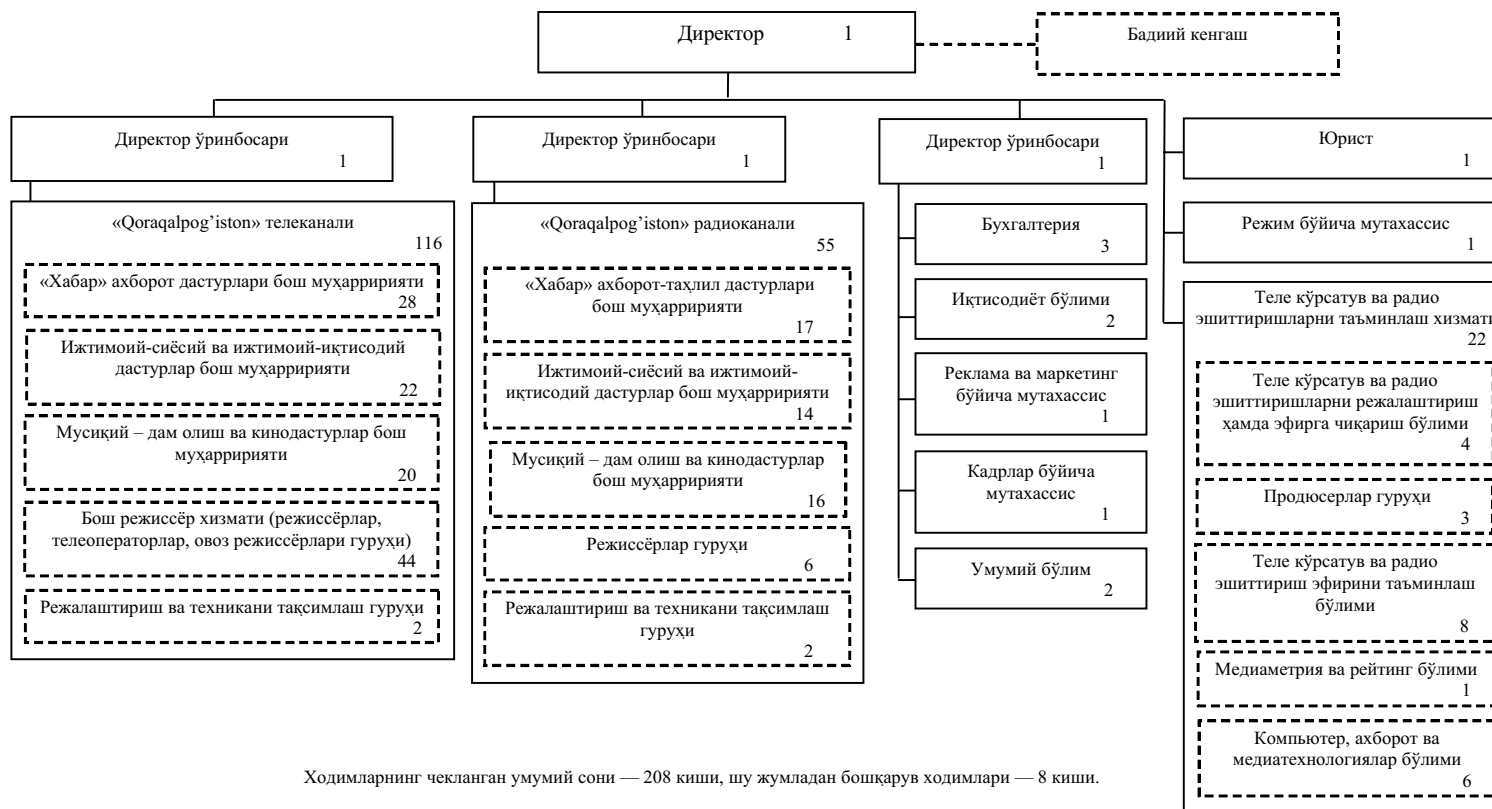 Директор 1
Бадиий кенгаш
Директор ўринбосари
1
«Qoraqalpog’iston» телеканали
116
«Хабар» ахборот дастурлари бош муҳарририяти
28
Ижтимоий-сиёсий ва ижтимоий-иқтисодий
дастурлар бош муҳарририяти
22
Мусиқий – дам олиш ва кинодастурлар бош
муҳарририяти
20
Бош режиссёр хизмати (режиссёрлар,
телеоператорлар, овоз режиссёрлари гуруҳи)
44
Режалаштириш ва техникани тақсимлаш гуруҳи
2
Директор ўринбосари
1
«Qoraqalpog’iston» радиоканали
55
«Хабар» ахборот-таҳлил дастурлари
бош муҳарририяти
17
Ижтимоий-сиёсий ва ижтимоий-
иқтисодий дастурлар бош муҳарририяти
14
Мусиқий – дам олиш ва кинодастурлар
бош муҳарририяти
16
Режиссёрлар гуруҳи
6
Режалаштириш ва техникани тақсимлаш
гуруҳи
2
Директор ўринбосари
1
Бухгалтерия
3
Иқтисодиёт бўлими
2
Реклама ва маркетинг
бўйича мутахассис
1
Кадрлар бўйича
мутахассис
1
Умумий бўлим
2
Юрист
1
Режим бўйича мутахассис
1
Теле кўрсатув ва радио
эшиттиришларни таъминлаш хизмати
22
Теле кўрсатув ва радио
эшиттиришларни режалаштириш
ҳамда эфирга чиқариш бўлими
4
Продюсерлар гуруҳи
3
Теле кўрсатув ва радио
эшиттириш эфирини таъминлаш
бўлими
8
Медиаметрия ва рейтинг бўлими
1
Компьютер, ахборот ва
медиатехнологиялар бўлими
6
Ходимларнинг чекланган умумий сони — 208 киши, шу жумладан бошқарув ходимлари — 8 киши.